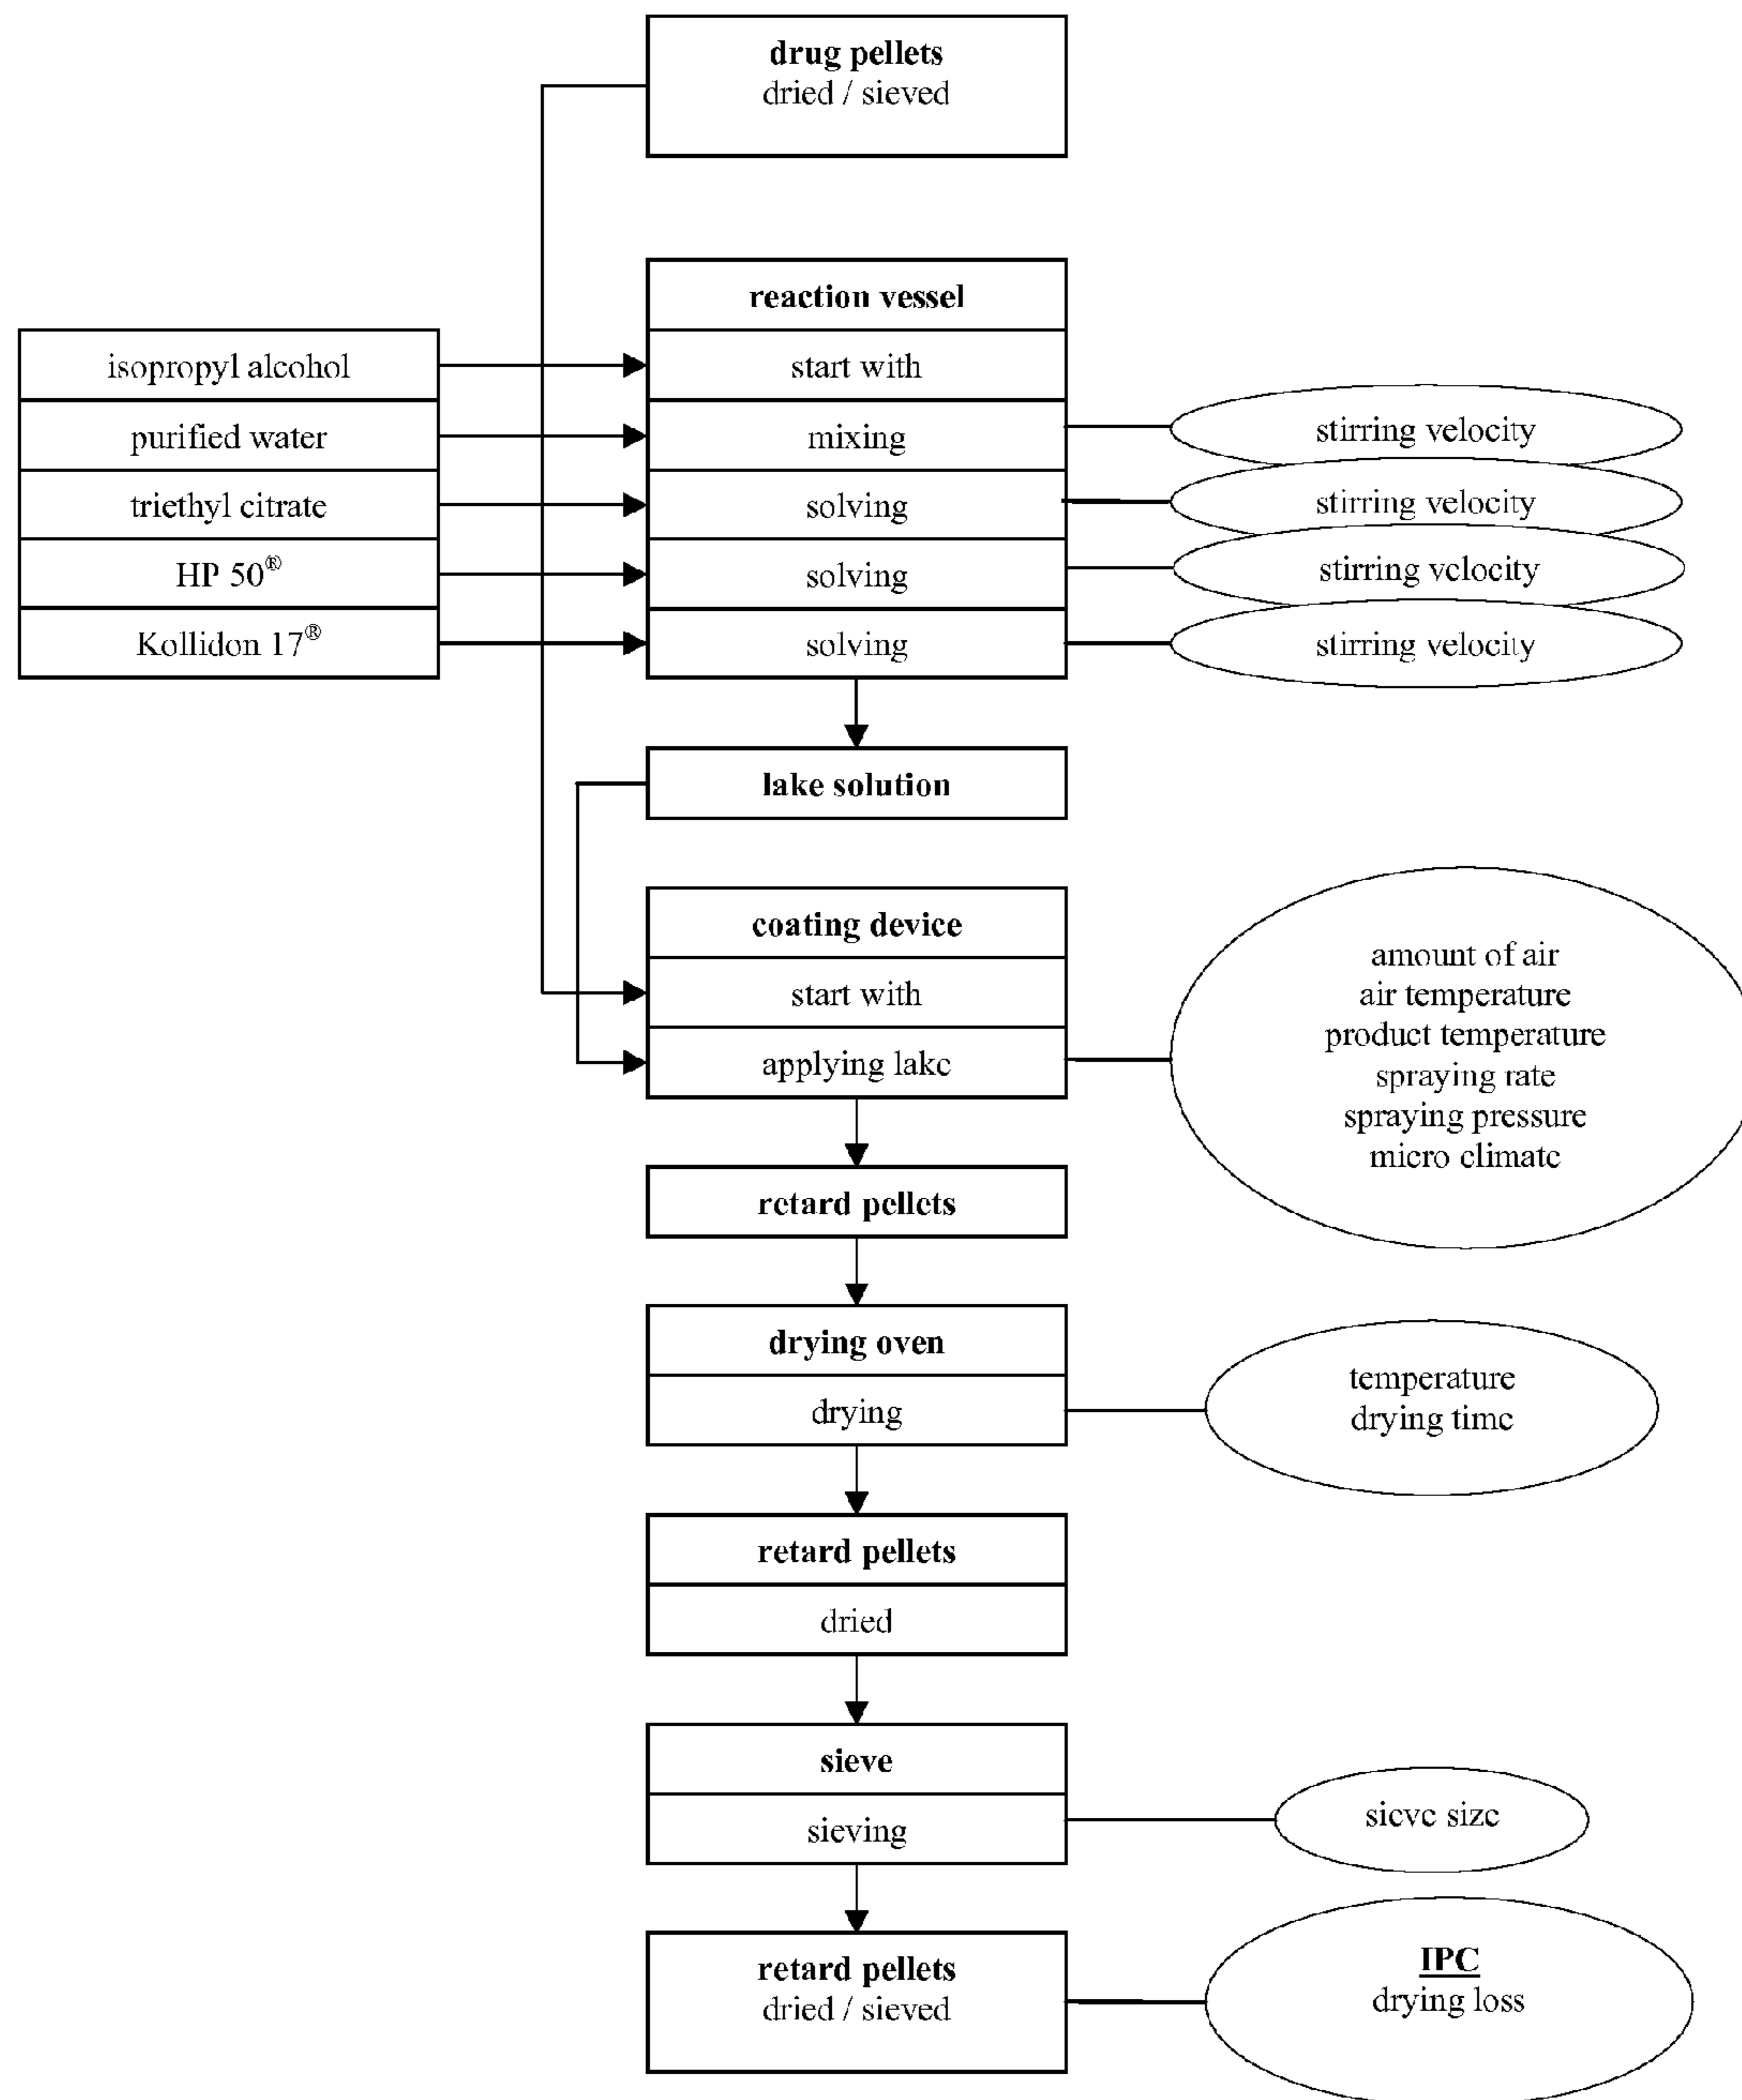 drug pellets
dried / sieved
reaction vessel
isopropyl alcohol
start with
purified water
mixing
stirring velocity
triethyl citrate
solving
stirring velocity
HP 50®
solving
stirring velocity
Kollidon 17®
solving
stirring velocity
lake solution
coating device
start with
applying lake
amount of air
air temperature
product temperature
spraying rate
spraying pressure
micro climate
retard pellets
drying oven
drying
temperature
drying time
retard pellets
dried
sieve
sieving
sieve size
retard pellets
dried / sieved
IPC
drying loss